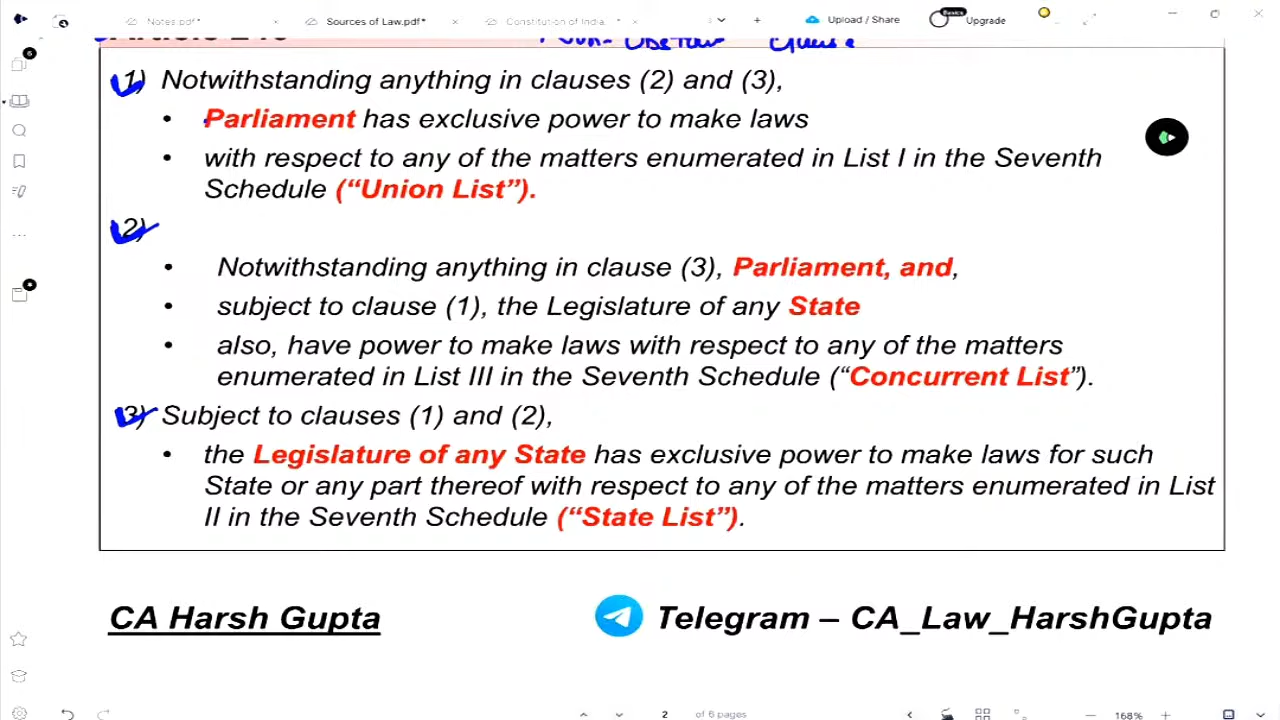 Notes.pdf*
Sources of Law.pdf*
Constitution of India.
Upload / Share
Basics
Upgrade
1) Notwithstanding anything in clauses (2) and (3),
• Parliament has exclusive power to make laws
• with respect to any of the matters enumerated in List I in the Seventh
Schedule (“Union List”).
2)
• Notwithstanding anything in clause (3), Parliament, and,
• subject to clause (1), the Legislature of any State
• also, have power to make laws with respect to any of the matters
enumerated in List III in the Seventh Schedule (“Concurrent List”).
3) Subject to clauses (1) and (2),
• the Legislature of any State has exclusive power to make laws for such
State or any part thereof with respect to any of the matters enumerated in List
II in the Seventh Schedule (“State List”).
CA Harsh Gupta
Telegram – CA_Law_HarshGupta
2 of 6 pages
168%